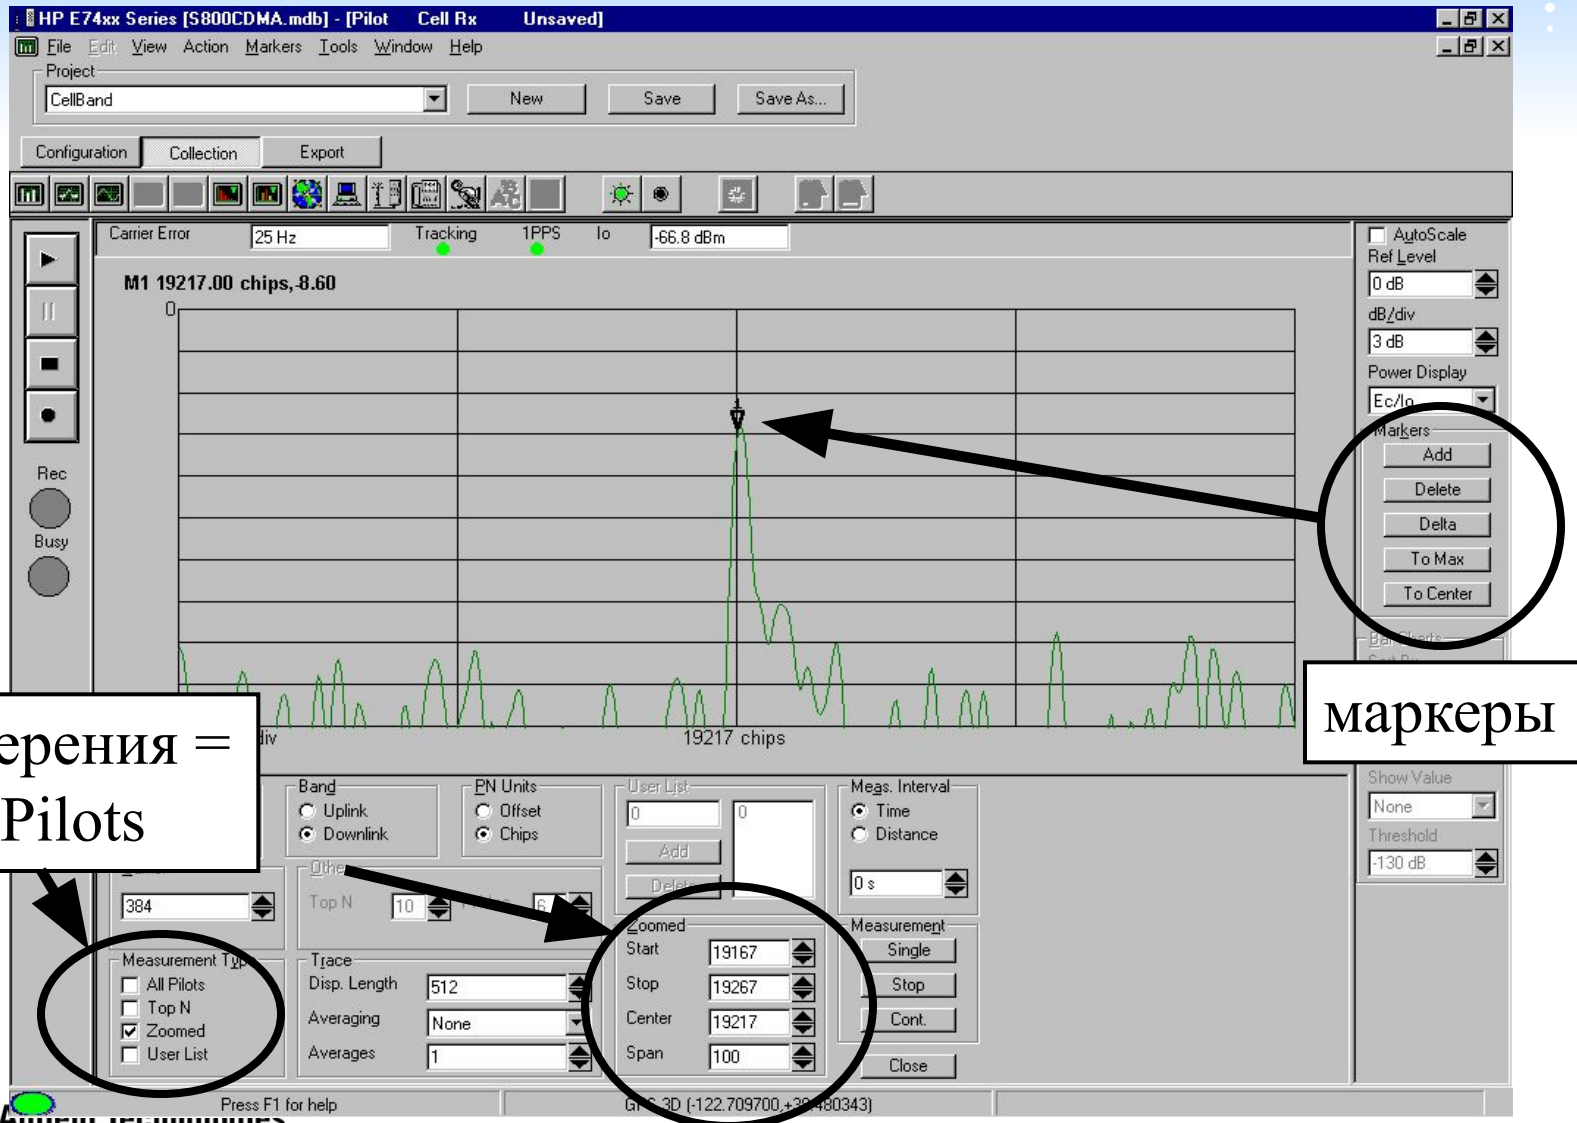 HP E74xx Series [S800CDMA.mdb] - [Pilot Cell Rx Unsaved]
File Edit View Action Markers Tools Window Help
Project
CellBand New Save Save As...
Configuration Collection Export
Carrier Error 25 Hz Tracking 1PPS Io -66.8 dBm
AutoScale
Ref Level
0 dB
dB/div
3 dB
Power Display
Ec/Io
Markers
Add
Delete
Delta
To Max
To Center
M1 19217.00 chips,-8.60
0
Rec
Busy
маркеры
ерения =
Pilots
div
19217 chips
Bar Charts
Show Value
None
Threshold
-130 dB
Band
Uplink
Downlink
PN Units
Offset
Chips
User List
0 0
Add
Delete
Meas. Interval
Time
Distance
0 s
384
Othe
Top N 10 6
Measurement Type
All Pilots
Top N
Zoomed
User List
Trace
Disp. Length 512
Averaging None
Averages 1
Zoomed
Start 19167
Stop 19267
Center 19217
Span 100
Measurement
Single
Stop
Cont.
Close
Press F1 for help